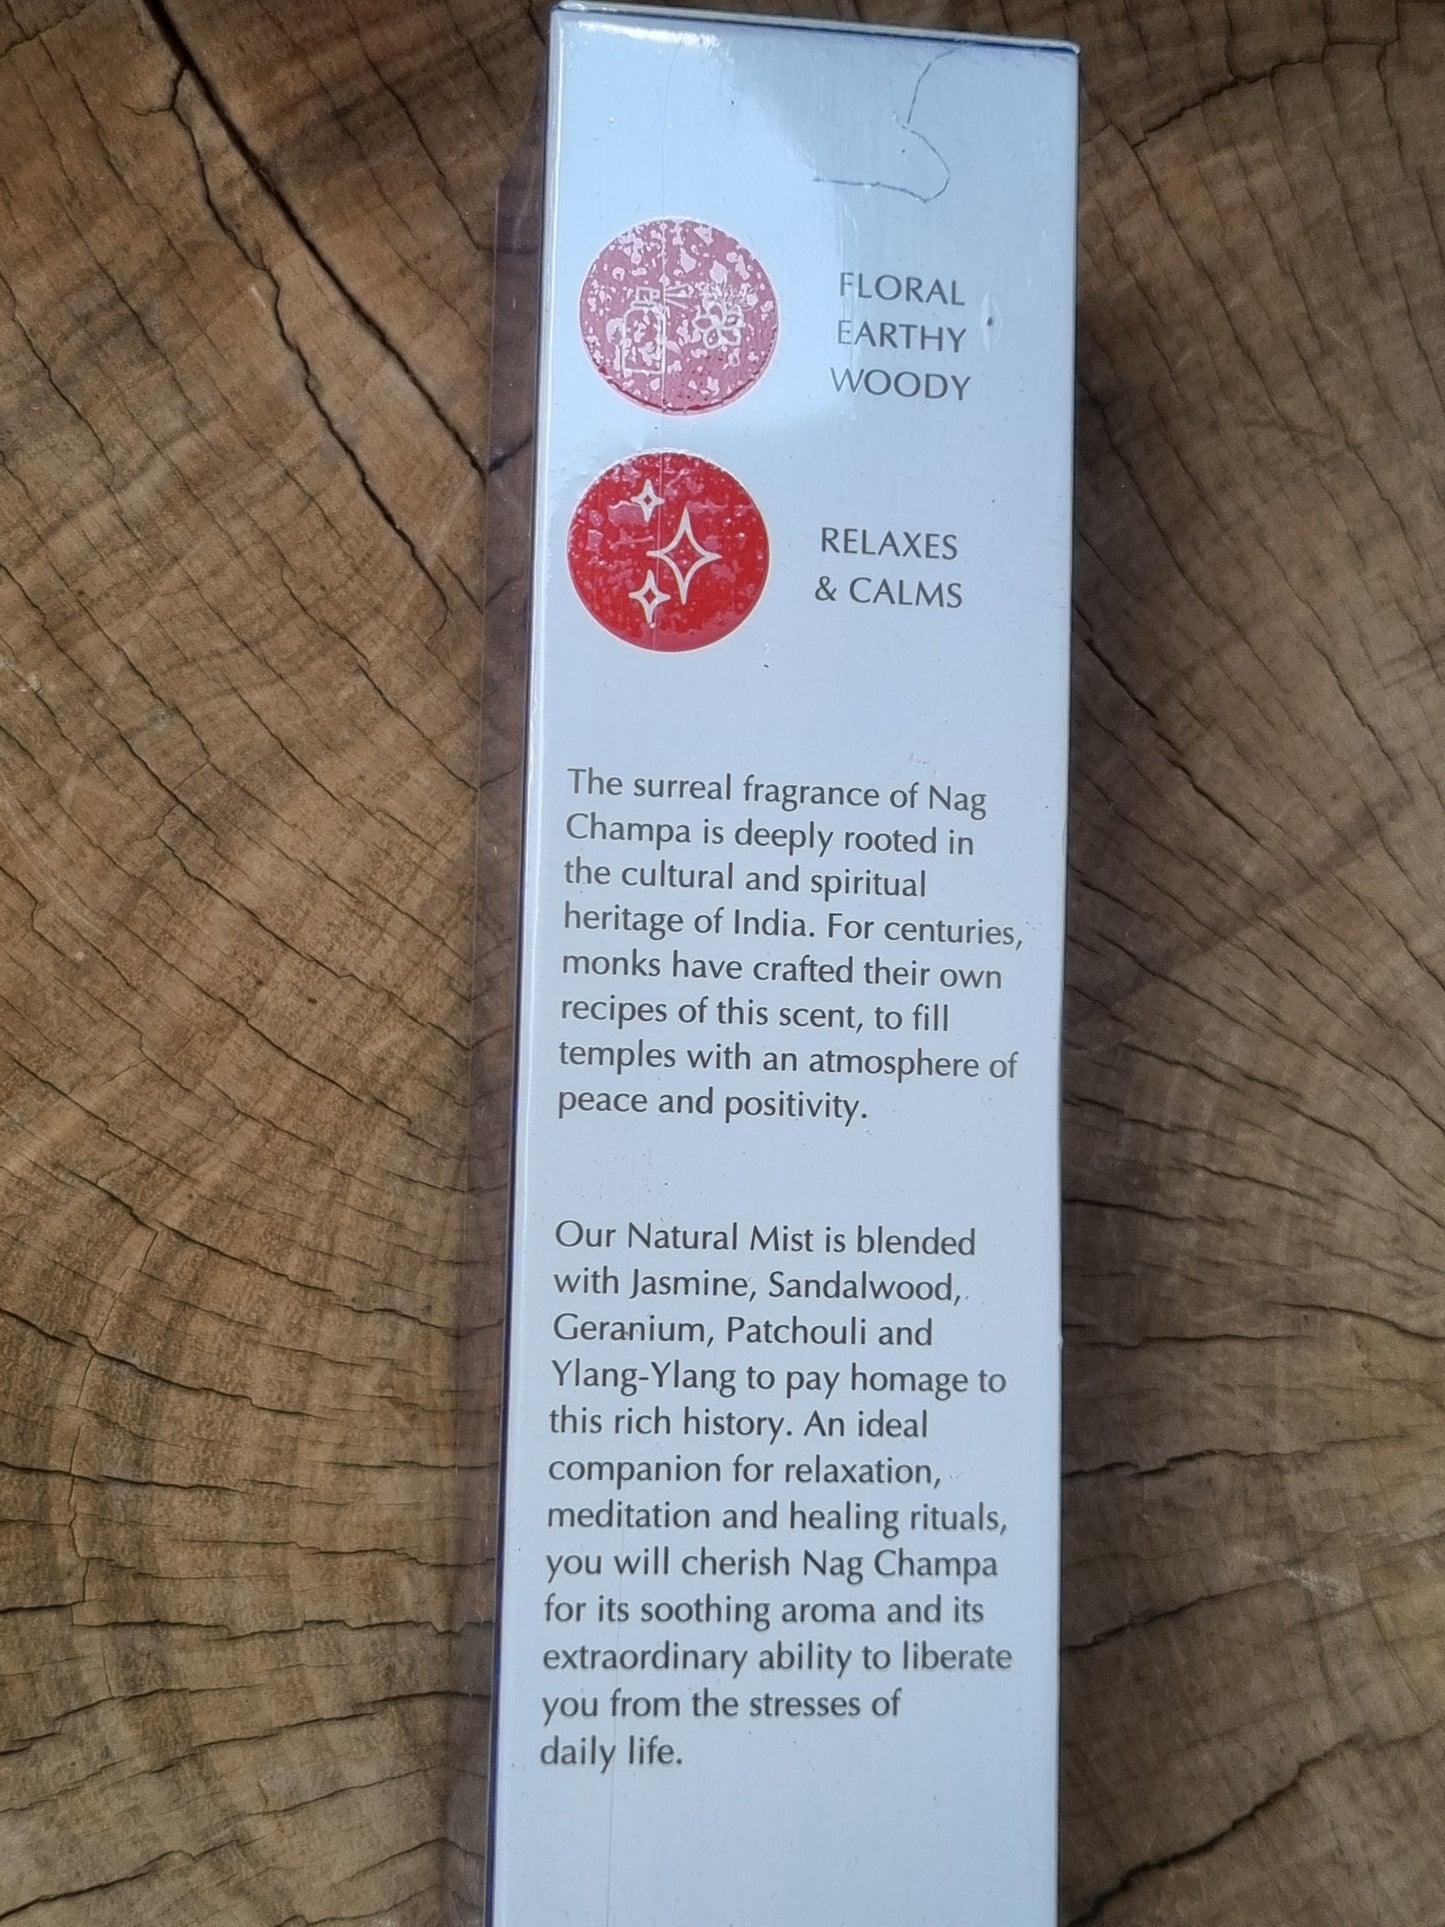 FLORAL
EARTHY
WOODY
RELAXES
& CALMS
The surreal fragrance of Nag
Champa is deeply rooted in
the cultural and spiritual
heritage of India. For centuries,
monks have crafted their own
recipes of this scent, to fill
temples with an atmosphere of
peace and positivity.
Our Natural Mist is blended
with Jasmine, Sandalwood,
Geranium, Patchouli and
Ylang-Ylang to pay homage to
this rich history. An ideal
companion for relaxation,
meditation and healing rituals,
you will cherish Nag Champa
for its soothing aroma and its
extraordinary ability to liberate
you from the stresses of
daily life.